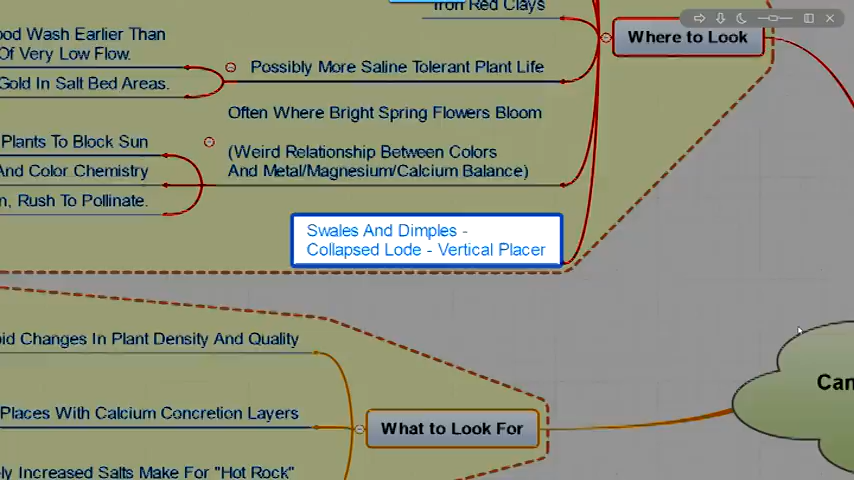 Iron Red Clays
Where to Look
ood Wash Earlier Than
Of Very Low Flow.
Possibly More Saline Tolerant Plant Life
Gold In Salt Bed Areas.
Often Where Bright Spring Flowers Bloom
Plants To Block Sun
(Weird Relationship Between Colors
And Metal/Magnesium/Calcium Balance)
And Color Chemistry
n, Rush To Pollinate.
Swales And Dimples -
Collapsed Lode - Vertical Placer
id Changes In Plant Density And Quality
Can
Places With Calcium Concretion Layers
What to Look For
ly Increased Salts Make For "Hot Rock"